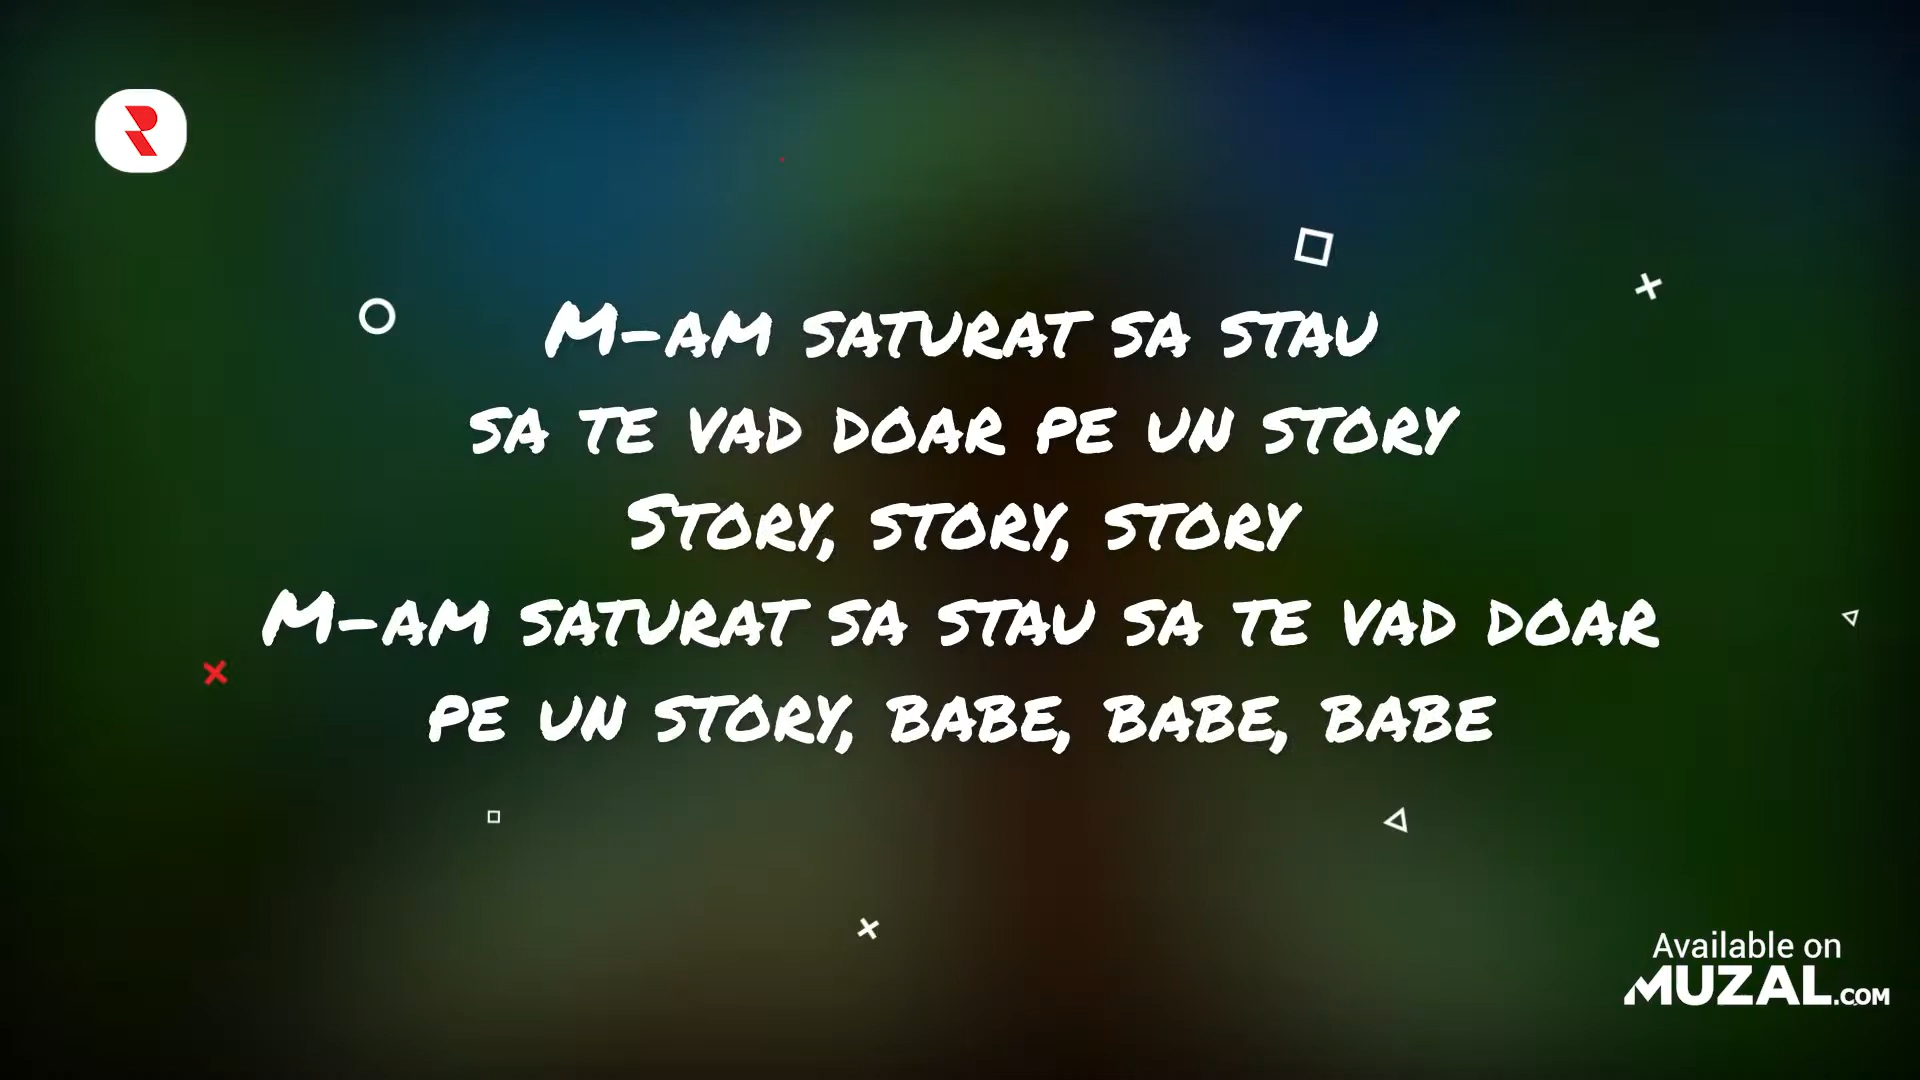 M-am saturat sa stau
sa te vad doar pe un story
Story, story, story
M-am saturat sa stau sa te vad doar
pe un story, babe, babe, babe
Available on
MUZAL.COM